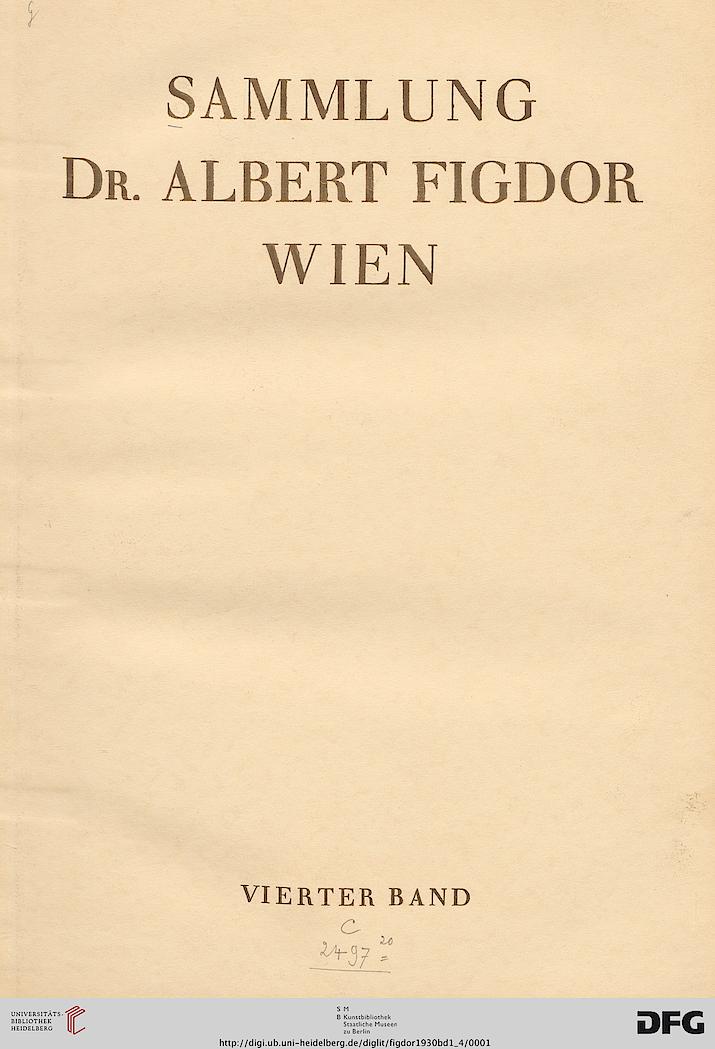 SAMMLUNG
DR. ALBERT FIGDOR
WIEN
VIERTER BAND
C
2497 20
=
UNIVERSITÄTS-
BIBLIOTHEK
HEIDELBERG
S M
B Kunstbibliothek
Staatliche Museen
zu Berlin
DFG
http://digi.ub.uni-heidelberg.de/diglit/figdor1930bd1_4/0001